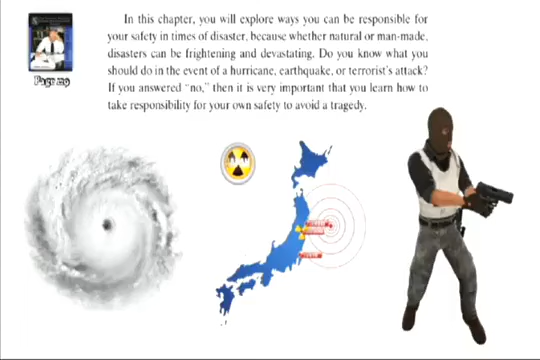 In this chapter, you will explore ways you can be responsible for
your safety in times of disaster, because whether natural or man-made,
disasters can be frightening and devastating. Do you know what you
should do in the event of a hurricane, earthquake, or terrorist's attack?
If you answered "no," then it is very important that you learn how to
take responsibility for your own safety to avoid a tragedy.